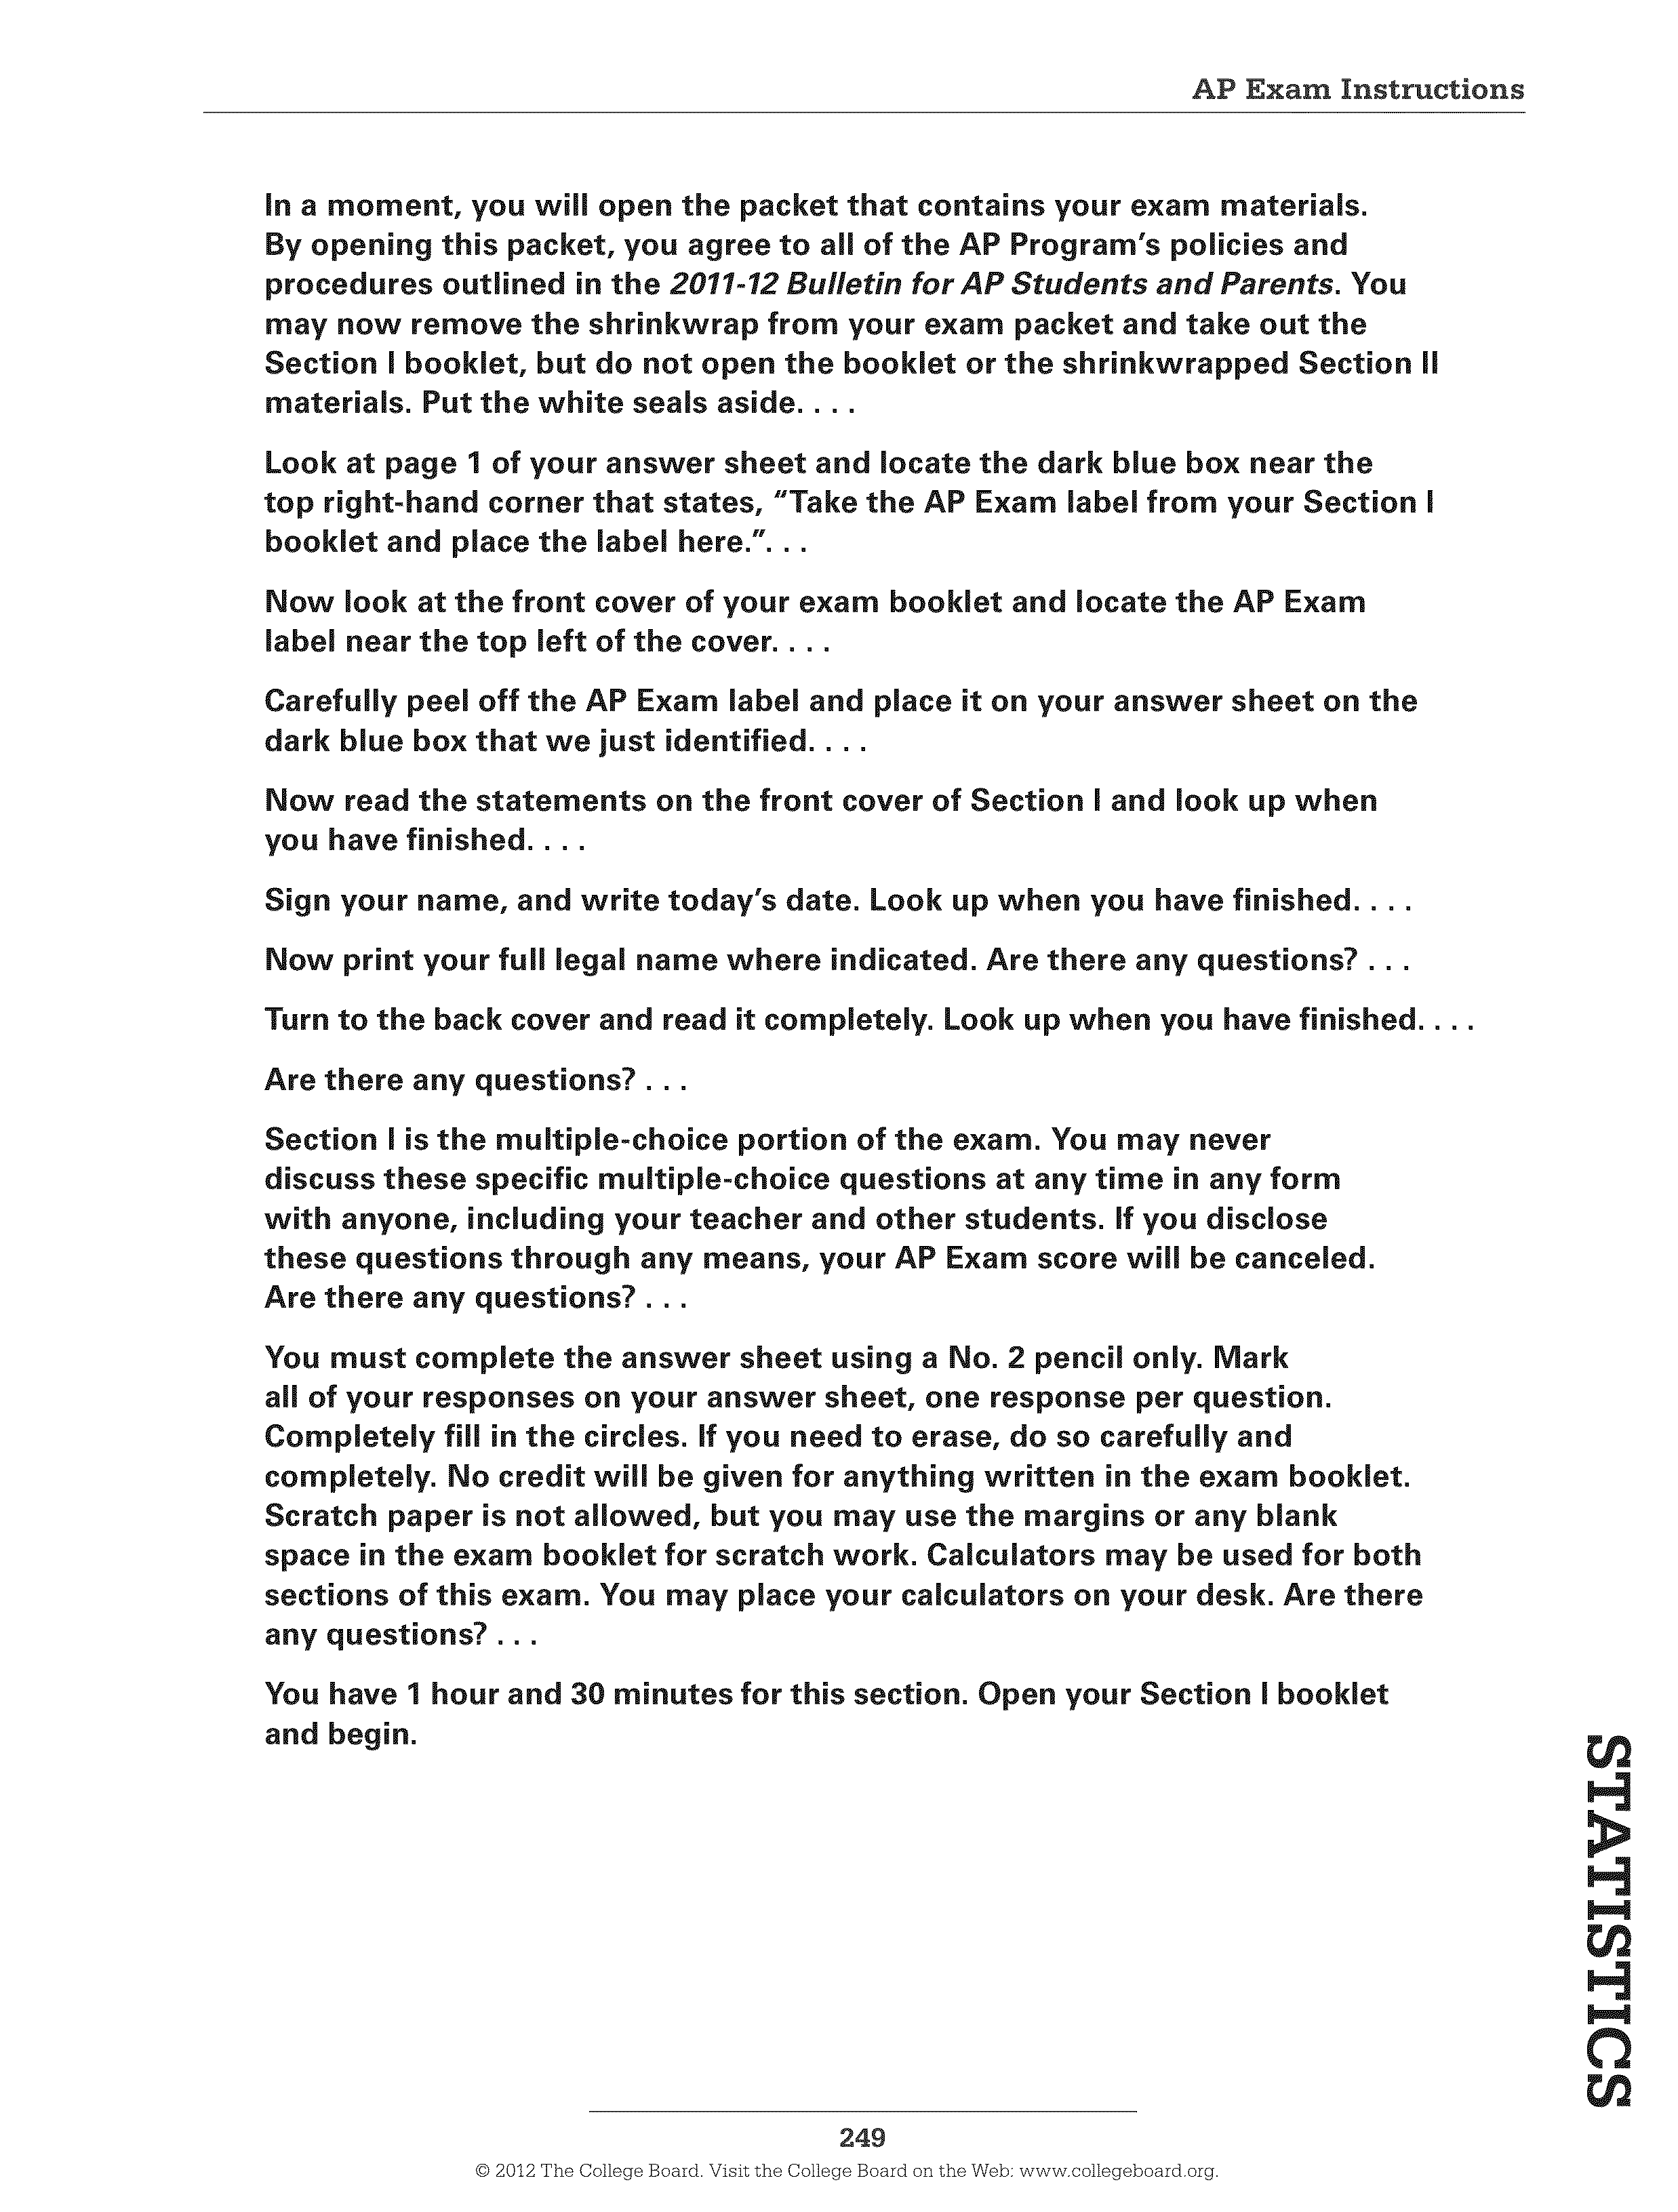 AP Exam Instructions
In a moment, you will open the packet that contains your exam materials.
By opening this packet, you agree to all of the AP Program's policies and
procedures outlined in the 2011-12 Bulletin for AP Students and Parents. You
may now remove the shrinkwrap from your exam packet and take out the
Section I booklet, but do not open the booklet or the shrinkwrapped Section II
materials. Put the white seals aside. . . .
Look at page 1 of your answer sheet and locate the dark blue box near the
top right-hand corner that states, "Take the AP Exam label from your Section I
booklet and place the label here.". . .
Now look at the front cover of your exam booklet and locate the AP Exam
label near the top left of the cover. . . .
Carefully peel off the AP Exam label and place it on your answer sheet on the
dark blue box that we just identified. . . .
Now read the statements on the front cover of Section I and look up when
you have finished. . . .
Sign your name, and write today's date. Look up when you have finished. . . .
Now print your full legal name where indicated. Are there any questions? . . .
Turn to the back cover and read it completely. Look up when you have finished. . . .
Are there any questions? . . .
Section I is the multiple-choice portion of the exam. You may never
discuss these specific multiple-choice questions at any time in any form
with anyone, including your teacher and other students. If you disclose
these questions through any means, your AP Exam score will be canceled.
Are there any questions? . . .
You must complete the answer sheet using a No. 2 pencil only. Mark
all of your responses on your answer sheet, one response per question.
Completely fill in the circles. If you need to erase, do so carefully and
completely. No credit will be given for anything written in the exam booklet.
Scratch paper is not allowed, but you may use the margins or any blank
space in the exam booklet for scratch work. Calculators may be used for both
sections of this exam. You may place your calculators on your desk. Are there
any questions? . . .
You have 1 hour and 30 minutes for this section. Open your Section I booklet
and begin.
STATISTICS
249
© 2012 The College Board. Visit the College Board on the Web: www.collegeboard.org.